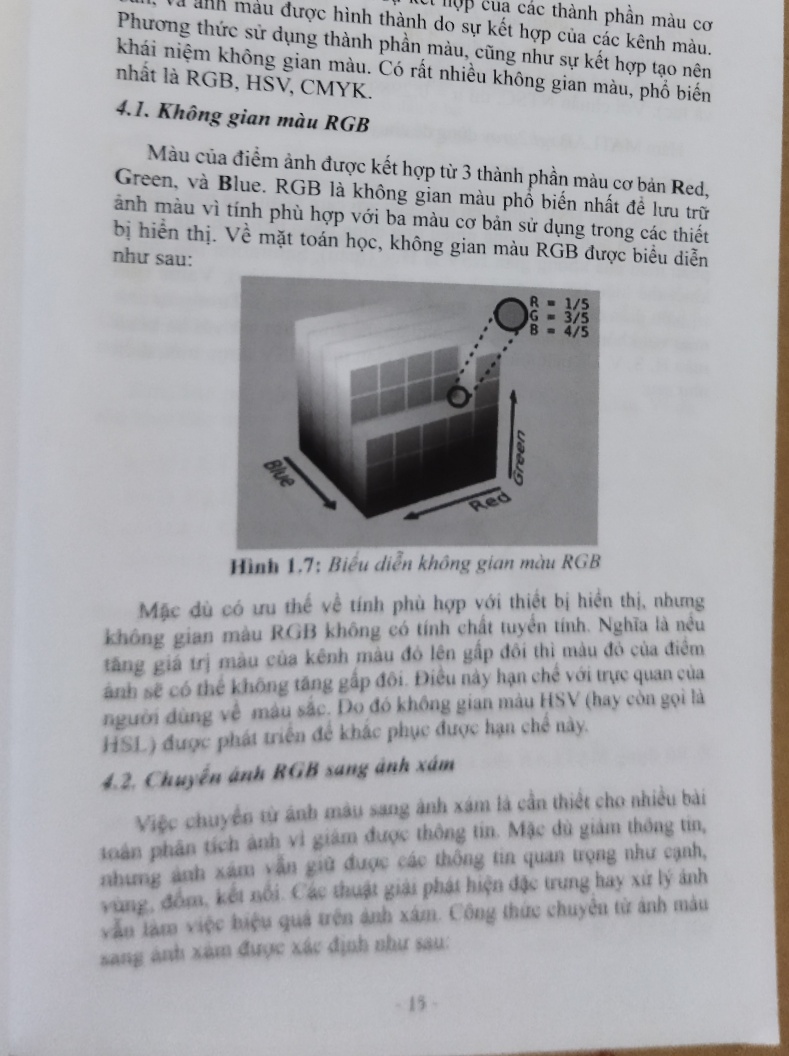 hợp của các thành phần màu cơ
và ảnh màu được hình thành do sự kết hợp của các kênh màu.
Phương thức sử dụng thành phần màu, cũng như sự kết hợp tạo nên
khái niệm không gian màu. Có rất nhiều không gian màu, phổ biến
nhất là RGB, HSV, CMYK.
4.1. Không gian màu RGB
Màu của điểm ảnh được kết hợp từ 3 thành phần màu cơ bản Red,
Green, và Blue. RGB là không gian màu phổ biến nhất để lưu trữ
ảnh màu vì tính phù hợp với ba màu cơ bản sử dụng trong các thiết
bị hiển thị. Về mặt toán học, không gian màu RGB được biểu diễn
như sau:
R = 1/5
G = 3/5
B = 4/5
Blue
Red
Green
Hình 1.7: Biểu diễn không gian màu RGB
Mặc dù có ưu thế về tính phù hợp với thiết bị hiển thị, nhưng
không gian màu RGB không có tính chất tuyến tính. Nghĩa là nếu
tăng giá trị màu của kênh màu đỏ lên gấp đôi thì màu đỏ của điểm
ảnh sẽ có thể không tăng gấp đôi. Điều này hạn chế với trực quan của
người dùng về màu sắc. Do đó không gian màu HSV (hay còn gọi là
HSL) được phát triển để khắc phục được hạn chế này.
4.2. Chuyển ảnh RGB sang ảnh xám
Việc chuyển từ ảnh màu sang ảnh xám là cần thiết cho nhiều bài
toán phân tích ảnh vì giảm được thông tin. Mặc dù giảm thông tin,
nhưng ảnh xám vẫn giữ được các thông tin quan trọng như cạnh,
vùng, đốm, kết nối. Các thuật giải phát hiện đặc trưng hay xử lý ảnh
vẫn làm việc hiệu quả trên ảnh xám. Công thức chuyển từ ảnh màu
sang ảnh xám được xác định như sau:
- 15 -